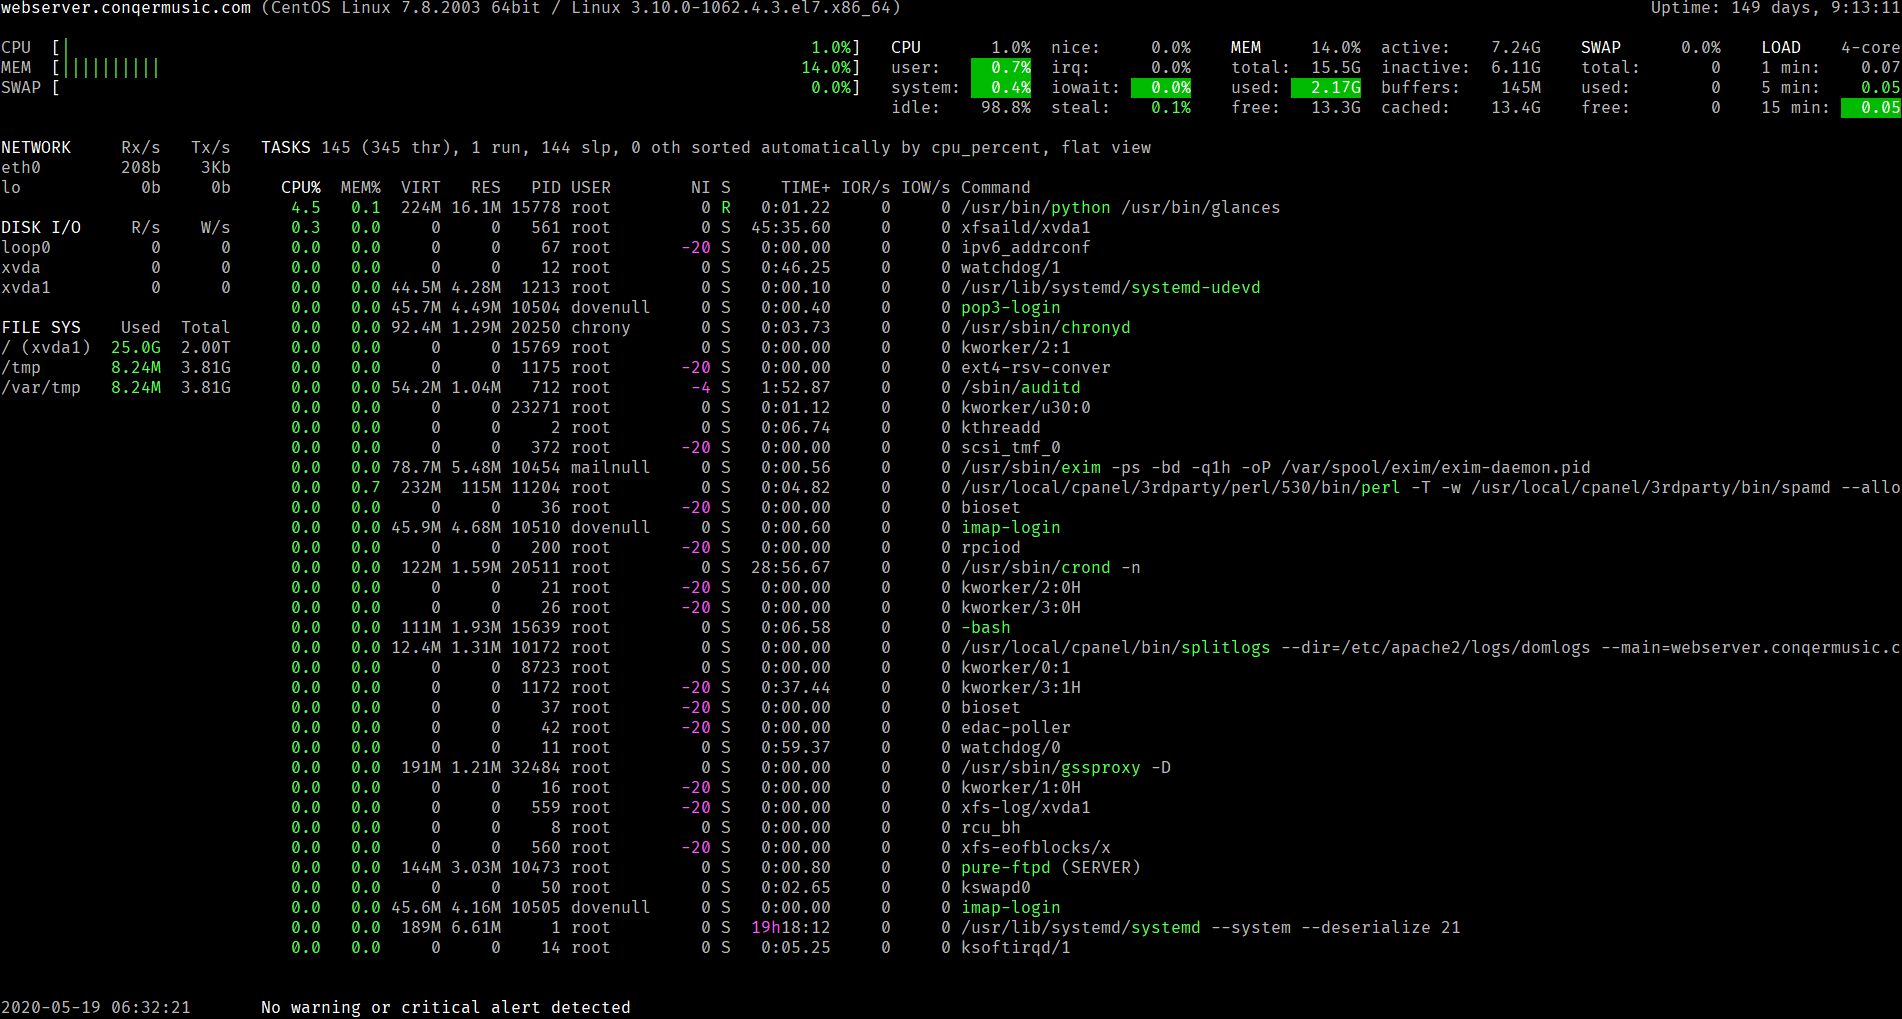 webserver.conqermusic.com (CentOS Linux 7.8.2003 64bit / Linux 3.10.0-1062.4.3.el7.x86_64) Uptime: 149 days, 9:13:11
CPU [| 1.0%] CPU 1.0% nice: 0.0% MEM 14.0% active: 7.24G SWAP 0.0% LOAD 4-core
MEM [|||||||||| 14.0%] user: 0.7% irq: 0.0% total: 15.5G inactive: 6.11G total: 0 1 min: 0.07
SWAP [ 0.0%] system: 0.4% iowait: 0.0% used: 2.17G buffers: 145M used: 0 5 min: 0.05
idle: 98.8% steal: 0.1% free: 13.3G cached: 13.4G free: 0 15 min: 0.05
NETWORK Rx/s Tx/s TASKS 145 (345 thr), 1 run, 144 slp, 0 oth sorted automatically by cpu_percent, flat view
eth0 208b 3Kb
lo 0b 0b CPU% MEM% VIRT RES PID USER NI S TIME+ IOR/s IOW/s Command
4.5 0.1 224M 16.1M 15778 root 0 R 0:01.22 0 0 /usr/bin/python /usr/bin/glances
DISK I/O R/s W/s 0.3 0.0 0 0 561 root 0 S 45:35.60 0 0 xfsaild/xvda1
loop0 0 0 0.0 0.0 0 0 67 root -20 S 0:00.00 0 0 ipv6_addrconf
xvda 0 0 0.0 0.0 0 0 12 root 0 S 0:46.25 0 0 watchdog/1
xvda1 0 0 0.0 0.0 44.5M 4.28M 1213 root 0 S 0:00.10 0 0 /usr/lib/systemd/systemd-udevd
0.0 0.0 45.7M 4.49M 10504 dovenull 0 S 0:00.40 0 0 pop3-login
FILE SYS Used Total 0.0 0.0 92.4M 1.29M 20250 chrony 0 S 0:03.73 0 0 /usr/sbin/chronyd
/ (xvda1) 25.0G 2.00T 0.0 0.0 0 0 15769 root 0 S 0:00.00 0 0 kworker/2:1
/tmp 8.24M 3.81G 0.0 0.0 0 0 1175 root -20 S 0:00.00 0 0 ext4-rsv-conver
/var/tmp 8.24M 3.81G 0.0 0.0 54.2M 1.04M 712 root -4 S 1:52.87 0 0 /sbin/auditd
0.0 0.0 0 0 23271 root 0 S 0:01.12 0 0 kworker/u30:0
0.0 0.0 0 0 2 root 0 S 0:06.74 0 0 kthreadd
0.0 0.0 0 0 372 root -20 S 0:00.00 0 0 scsi_tmf_0
0.0 0.0 78.7M 5.48M 10454 mailnull 0 S 0:00.56 0 0 /usr/sbin/exim -ps -bd -q1h -oP /var/spool/exim/exim-daemon.pid
0.0 0.7 232M 115M 11204 root 0 S 0:04.82 0 0 /usr/local/cpanel/3rdparty/perl/530/bin/perl -T -w /usr/local/cpanel/3rdparty/bin/spamd --allo
0.0 0.0 0 0 36 root -20 S 0:00.00 0 0 bioset
0.0 0.0 45.9M 4.68M 10510 dovenull 0 S 0:00.60 0 0 imap-login
0.0 0.0 0 0 200 root -20 S 0:00.00 0 0 rpciod
0.0 0.0 122M 1.59M 20511 root 0 S 28:56.67 0 0 /usr/sbin/crond -n
0.0 0.0 0 0 21 root -20 S 0:00.00 0 0 kworker/2:0H
0.0 0.0 0 0 26 root -20 S 0:00.00 0 0 kworker/3:0H
0.0 0.0 111M 1.93M 15639 root 0 S 0:06.58 0 0 -bash
0.0 0.0 12.4M 1.31M 10172 root 0 S 0:00.00 0 0 /usr/local/cpanel/bin/splitlogs --dir=/etc/apache2/logs/domlogs --main=webserver.conqermusic.c
0.0 0.0 0 0 8723 root 0 S 0:00.00 0 0 kworker/0:1
0.0 0.0 0 0 1172 root -20 S 0:37.44 0 0 kworker/3:1H
0.0 0.0 0 0 37 root -20 S 0:00.00 0 0 bioset
0.0 0.0 0 0 42 root -20 S 0:00.00 0 0 edac-poller
0.0 0.0 0 0 11 root 0 S 0:59.37 0 0 watchdog/0
0.0 0.0 191M 1.21M 32484 root 0 S 0:00.00 0 0 /usr/sbin/gssproxy -D
0.0 0.0 0 0 16 root -20 S 0:00.00 0 0 kworker/1:0H
0.0 0.0 0 0 559 root -20 S 0:00.00 0 0 xfs-log/xvda1
0.0 0.0 0 0 8 root 0 S 0:00.00 0 0 rcu_bh
0.0 0.0 0 0 560 root -20 S 0:00.00 0 0 xfs-eofblocks/x
0.0 0.0 144M 3.03M 10473 root 0 S 0:00.80 0 0 pure-ftpd (SERVER)
0.0 0.0 0 0 50 root 0 S 0:02.65 0 0 kswapd0
0.0 0.0 45.6M 4.16M 10505 dovenull 0 S 0:00.00 0 0 imap-login
0.0 0.0 189M 6.61M 1 root 0 S 19h18:12 0 0 /usr/lib/systemd/systemd --system --deserialize 21
0.0 0.0 0 0 14 root 0 S 0:05.25 0 0 ksoftirqd/1
2020-05-19 06:32:21 No warning or critical alert detected